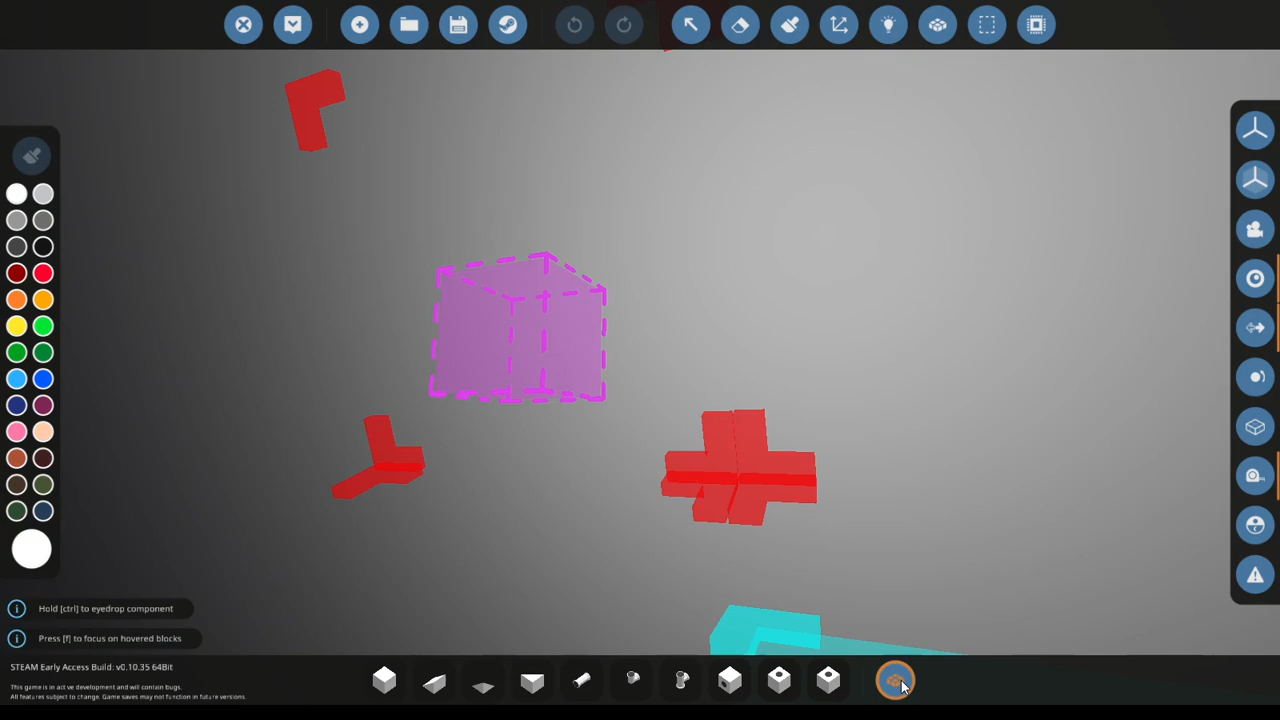 Hold [ctrl] to eyedrop component
Press [f] to focus on hovered blocks
STEAM Early Access Build: v0.10.35 64Bit
This game is in active development and will contain bugs.
All features subject to change. Game saves may not function in future versions.